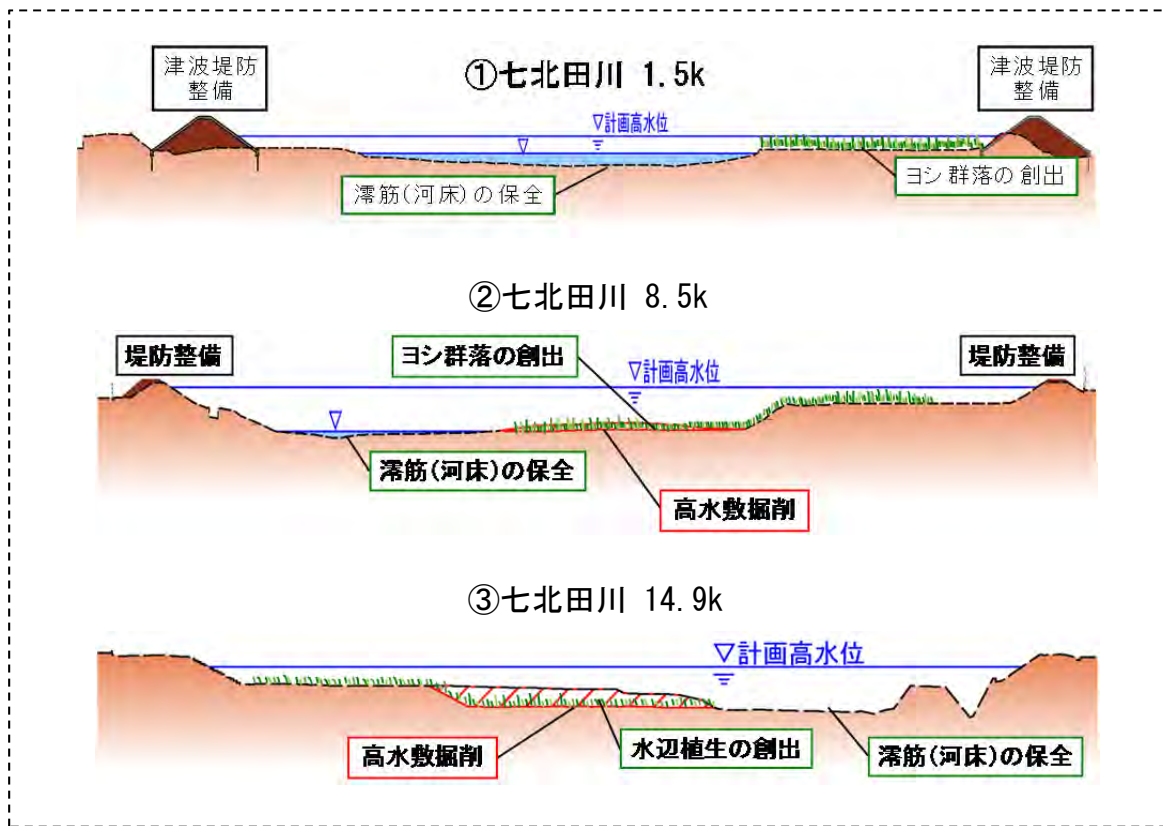 ①七北田川 1.5k
津波堤防
整備
津波堤防
整備
▽計画高水位
▽
澪筋(河床)の保全
ヨシ群落の創出
②七北田川 8.5k
堤防整備
ヨシ群落の創出
堤防整備
▽計画高水位
▽
澪筋(河床)の保全
高水敷掘削
③七北田川 14.9k
▽計画高水位
高水敷掘削
水辺植生の創出
澪筋(河床)の保全